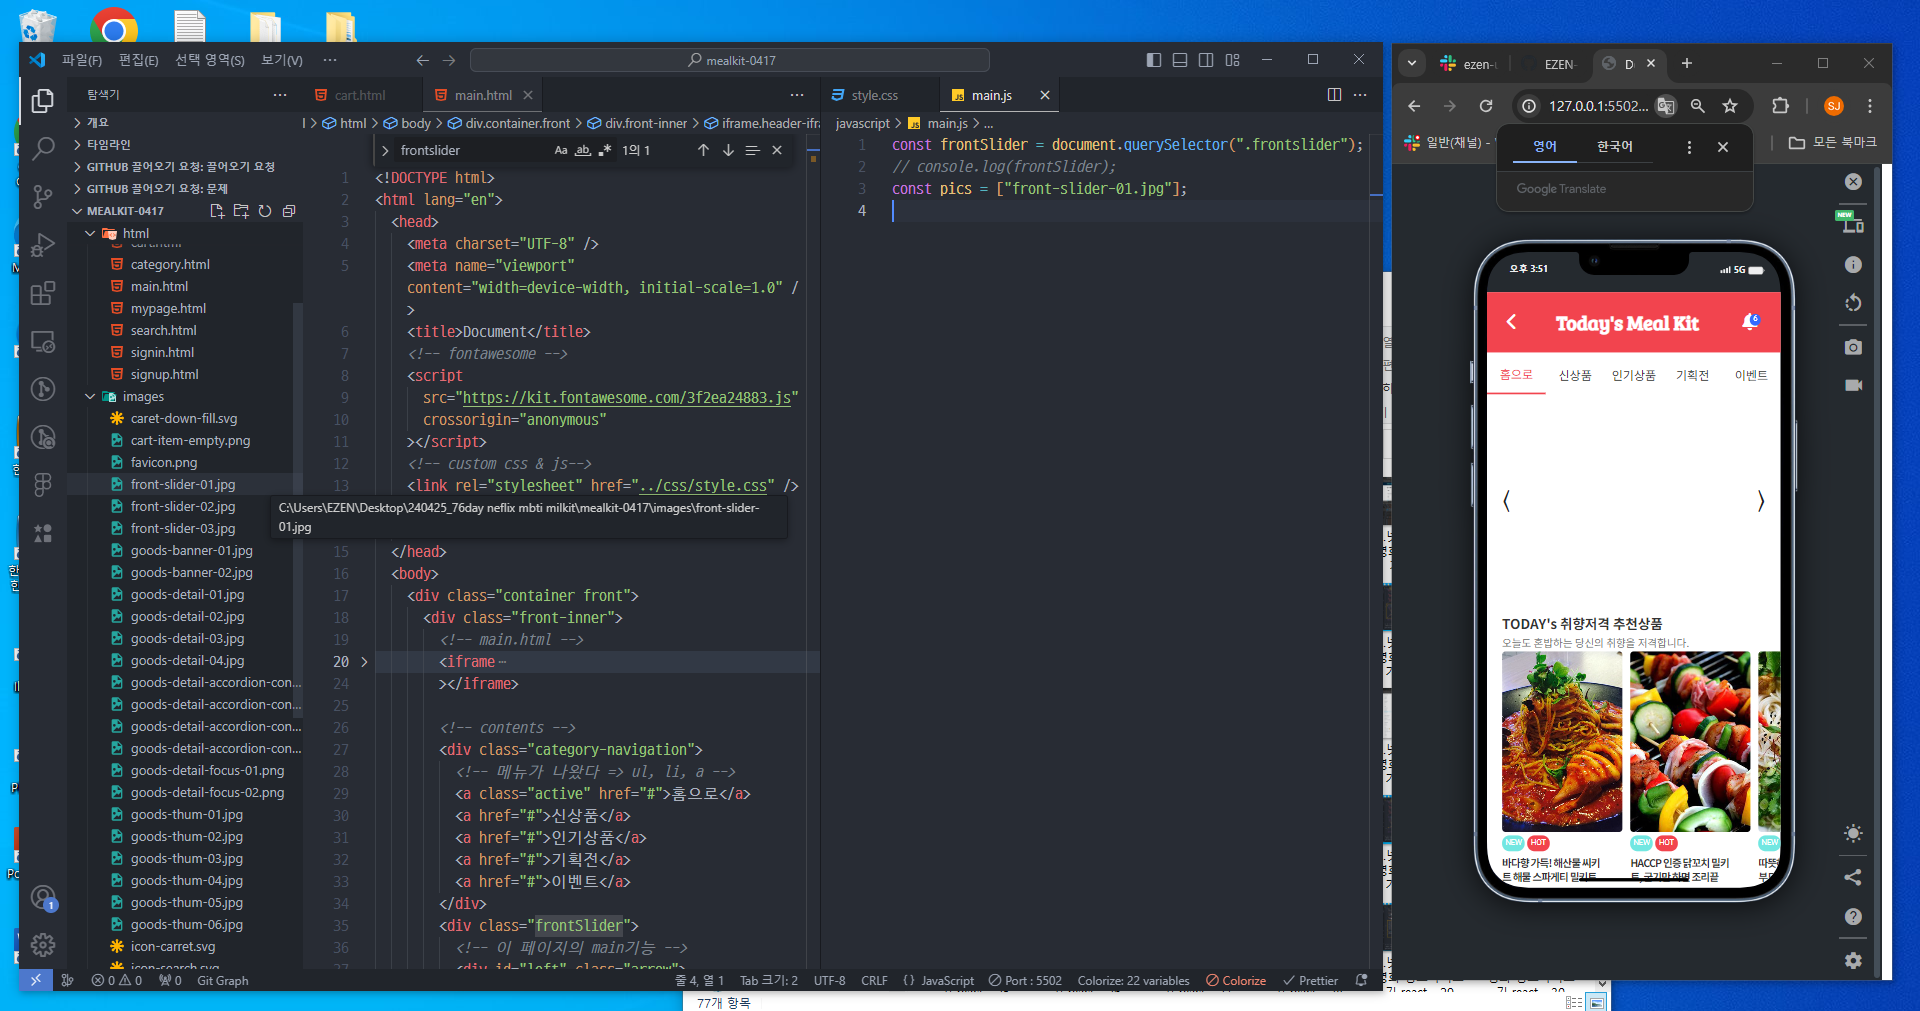 파일(F) 편집(E) 선택 영역(S) 보기(V) ···
mealkit-0417
탐색기
개요
타임라인
GITHUB 끌어오기 요청: 끌어오기 요청
GITHUB 끌어오기 요청: 문제
MEALKIT-0417
html
cart.html
category.html
main.html
mypage.html
search.html
signin.html
signup.html
images
caret-down-fill.svg
cart-item-empty.png
favicon.png
front-slider-01.jpg
front-slider-02.jpg
front-slider-03.jpg
goods-banner-01.jpg
goods-banner-02.jpg
goods-detail-01.jpg
goods-detail-02.jpg
goods-detail-03.jpg
goods-detail-04.jpg
goods-detail-accordion-con...
goods-detail-accordion-con...
goods-detail-accordion-con...
goods-detail-accordion-con...
goods-detail-focus-01.png
goods-detail-focus-02.png
goods-thum-01.jpg
goods-thum-02.jpg
goods-thum-03.jpg
goods-thum-04.jpg
goods-thum-05.jpg
goods-thum-06.jpg
icon-carret.svg
icon-search.svg
C:\Users\EZEN\Desktop\240425_76day neflix mbti milkit\mealkit-0417\images\front-slider-
01.jpg
cart.html main.html
html > body > div.container.front > div.front-inner > iframe.header-ifra
frontslider Aa ab 1의 1
1 <!DOCTYPE html>
2 <html lang="en">
3 <head>
4 <meta charset="UTF-8" />
5 <meta name="viewport"
content="width=device-width, initial-scale=1.0" /
>
6 <title>Document</title>
7 <!-- fontawesome -->
8 <script
9 src="https://kit.fontawesome.com/3f2ea24883.js"
10 crossorigin="anonymous"
11 ></script>
12 <!-- custom css & js-->
13 <link rel="stylesheet" href="../css/style.css" />
15 </head>
16 <body>
17 <div class="container front">
18 <div class="front-inner">
19 <!-- main.html -->
20 <iframe ···
24 ></iframe>
25
26 <!-- contents -->
27 <div class="category-navigation">
28 <!-- 메뉴가 나왔다 => ul, li, a -->
29 <a class="active" href="#">홈으로</a>
30 <a href="#">신상품</a>
31 <a href="#">인기상품</a>
32 <a href="#">기획전</a>
33 <a href="#">이벤트</a>
34 </div>
35 <div class="frontSlider">
36 <!-- 이 페이지의 main기능 -->
37 <div id="left" class="arrow">
style.css JS main.js
javascript > JS main.js > ...
1 const frontSlider = document.querySelector(".frontslider");
2 // console.log(frontSlider);
3 const pics = ["front-slider-01.jpg"];
4
0 0 0 Git Graph 줄 4, 열 1 Tab 크기: 2 UTF-8 CRLF {} JavaScript Port : 5502 Colorize: 22 variables Colorize Prettier
77개 항목
ezen-u EZEN- D
127.0.0.1:5502... SJ
일반(채널) - 모든 북마크
영어 한국어
Google Translate
NEW
오후 3:51 5G
Today's Meal Kit 6
홈으로 신상품 인기상품 기획전 이벤트
TODAY's 취향저격 추천상품
오늘도 혼밥하는 당신의 취향을 저격합니다.
NEW HOT NEW HOT NEW
바다향 가득! 해산물 씨키
트 해물 스파게티 밀키트
HACCP 인증 닭꼬치 밀키
트, 굽기만 하면 조리끝